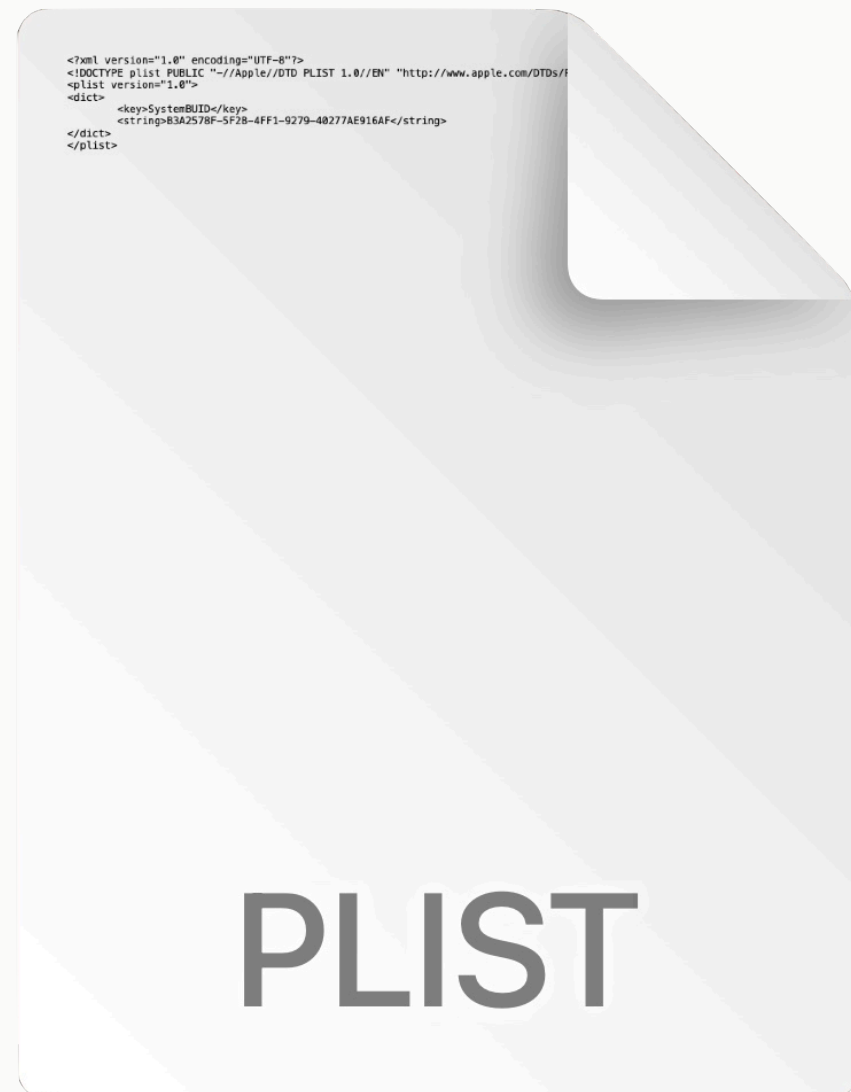 <?xml version="1.0" encoding="UTF-8"?>
<!DOCTYPE plist PUBLIC "-//Apple//DTD PLIST 1.0//EN" "http://www.apple.com/DTDs/
<plist version="1.0">
<dict>
<key>SystemBUID</key>
<string>B3A2578F-5F2B-4FF1-9279-40277AE916AF</string>
</dict>
</plist>
PLIST